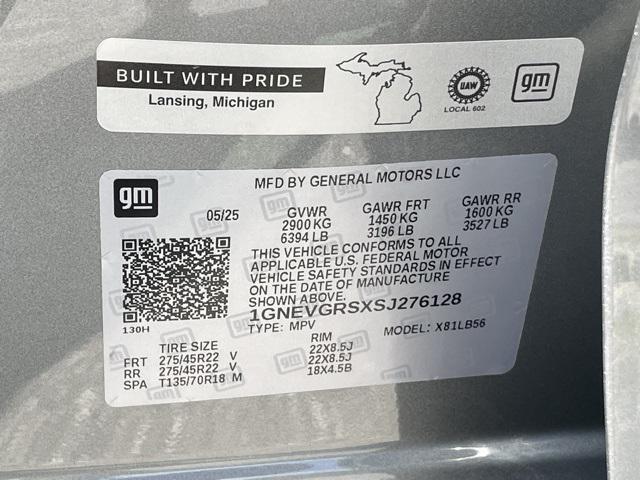 BUILT WITH PRIDE
Lansing, Michigan
UAW
LOCAL 602
gm
gm
MFD BY GENERAL MOTORS LLC
05/25 GVWR GAWR FRT GAWR RR
2900 KG 1450 KG 1600 KG
6394 LB 3196 LB 3527 LB
THIS VEHICLE CONFORMS TO ALL
APPLICABLE U.S. FEDERAL MOTOR
VEHICLE SAFETY STANDARDS IN EFFECT
ON THE DATE OF MANUFACTURE
SHOWN ABOVE.
1GNEVGRSXSJ276128
130H
TYPE: MPV MODEL: X81LB56
TIRE SIZE RIM
FRT 275/45R22 V 22X8.5J
RR 275/45R22 V 22X8.5J
SPA T135/70R18 M 18X4.5B